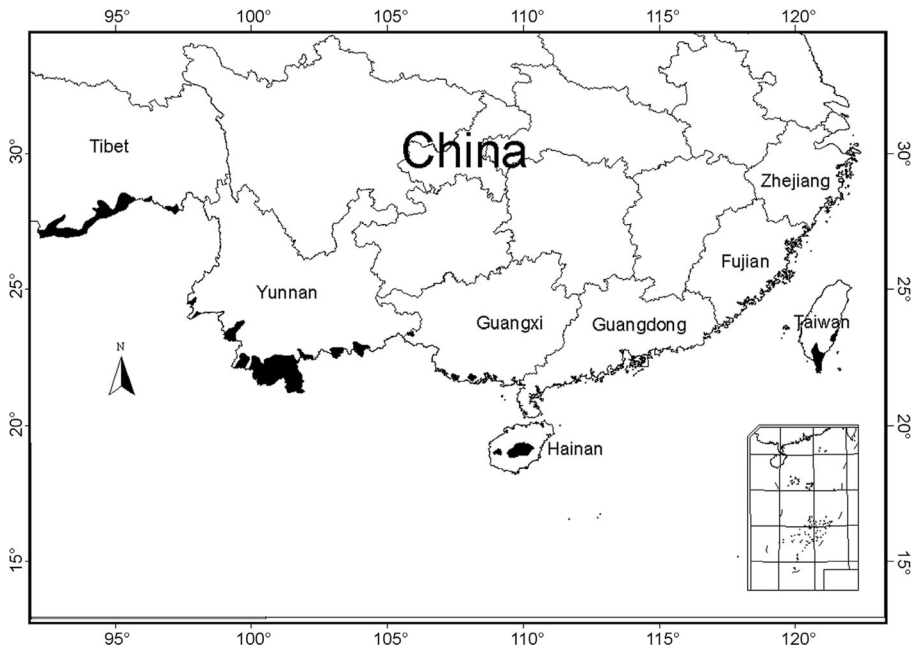 95° 100° 105° 110° 115° 120°
30° 30°
25° 25°
20° 20°
15° 15°
China
Tibet
Zhejiang
Fujian
Yunnan
Guangxi
Guangdong
Taiwan
N
Hainan
95° 100° 105° 110° 115° 120°